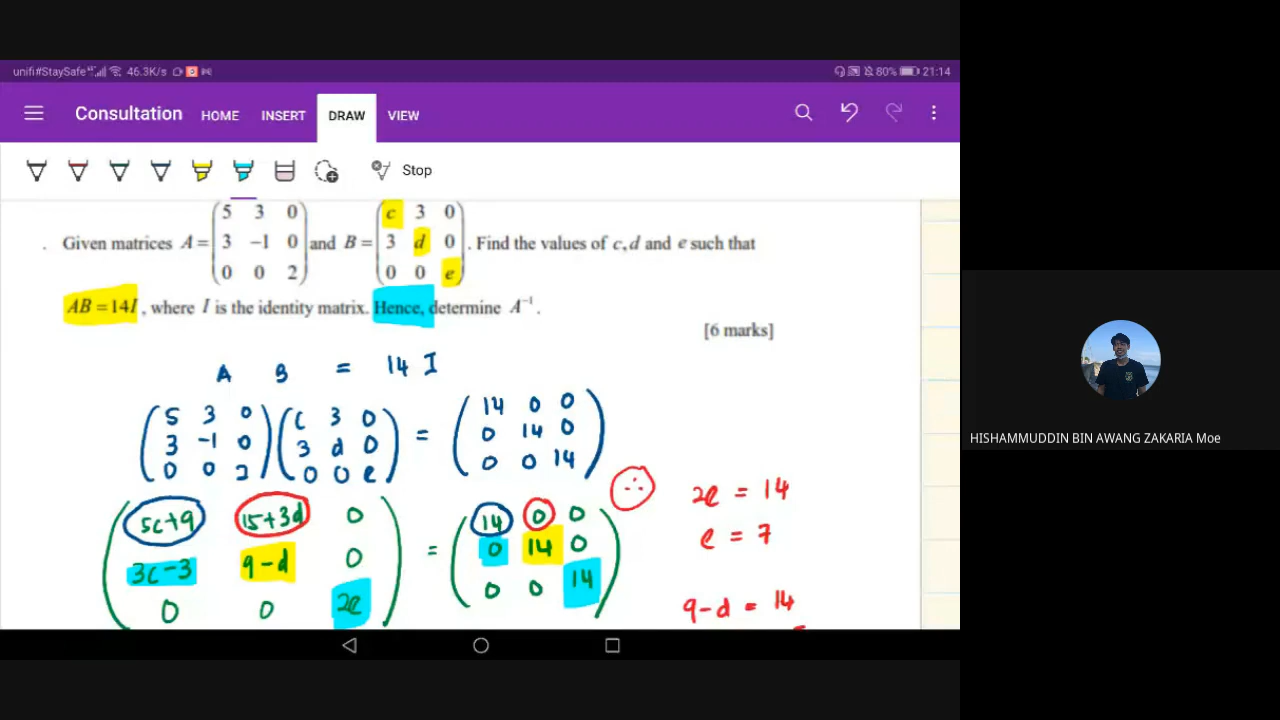 unifi#StaySafe 46.3K/s 80% 21:14
Consultation HOME INSERT DRAW VIEW
Stop
5 3 0 c 3 0
. Given matrices A = 3 −1 0 and B = 3 d 0 . Find the values of c, d and e such that
0 0 2 0 0 e
AB = 14I , where I is the identity matrix. Hence, determine A⁻¹ .
[6 marks]
A B = 14 I
5 3 0 c 3 0 14 0 0
3 -1 0 3 d 0 = 0 14 0
0 0 2 0 0 e 0 0 14
5c+9 15+3d 0 14 0 0
3c-3 9-d 0 = 0 14 0
0 0 2e 0 0 14
∴ 2e = 14
e = 7
9-d = 14
HISHAMMUDDIN BIN AWANG ZAKARIA Moe